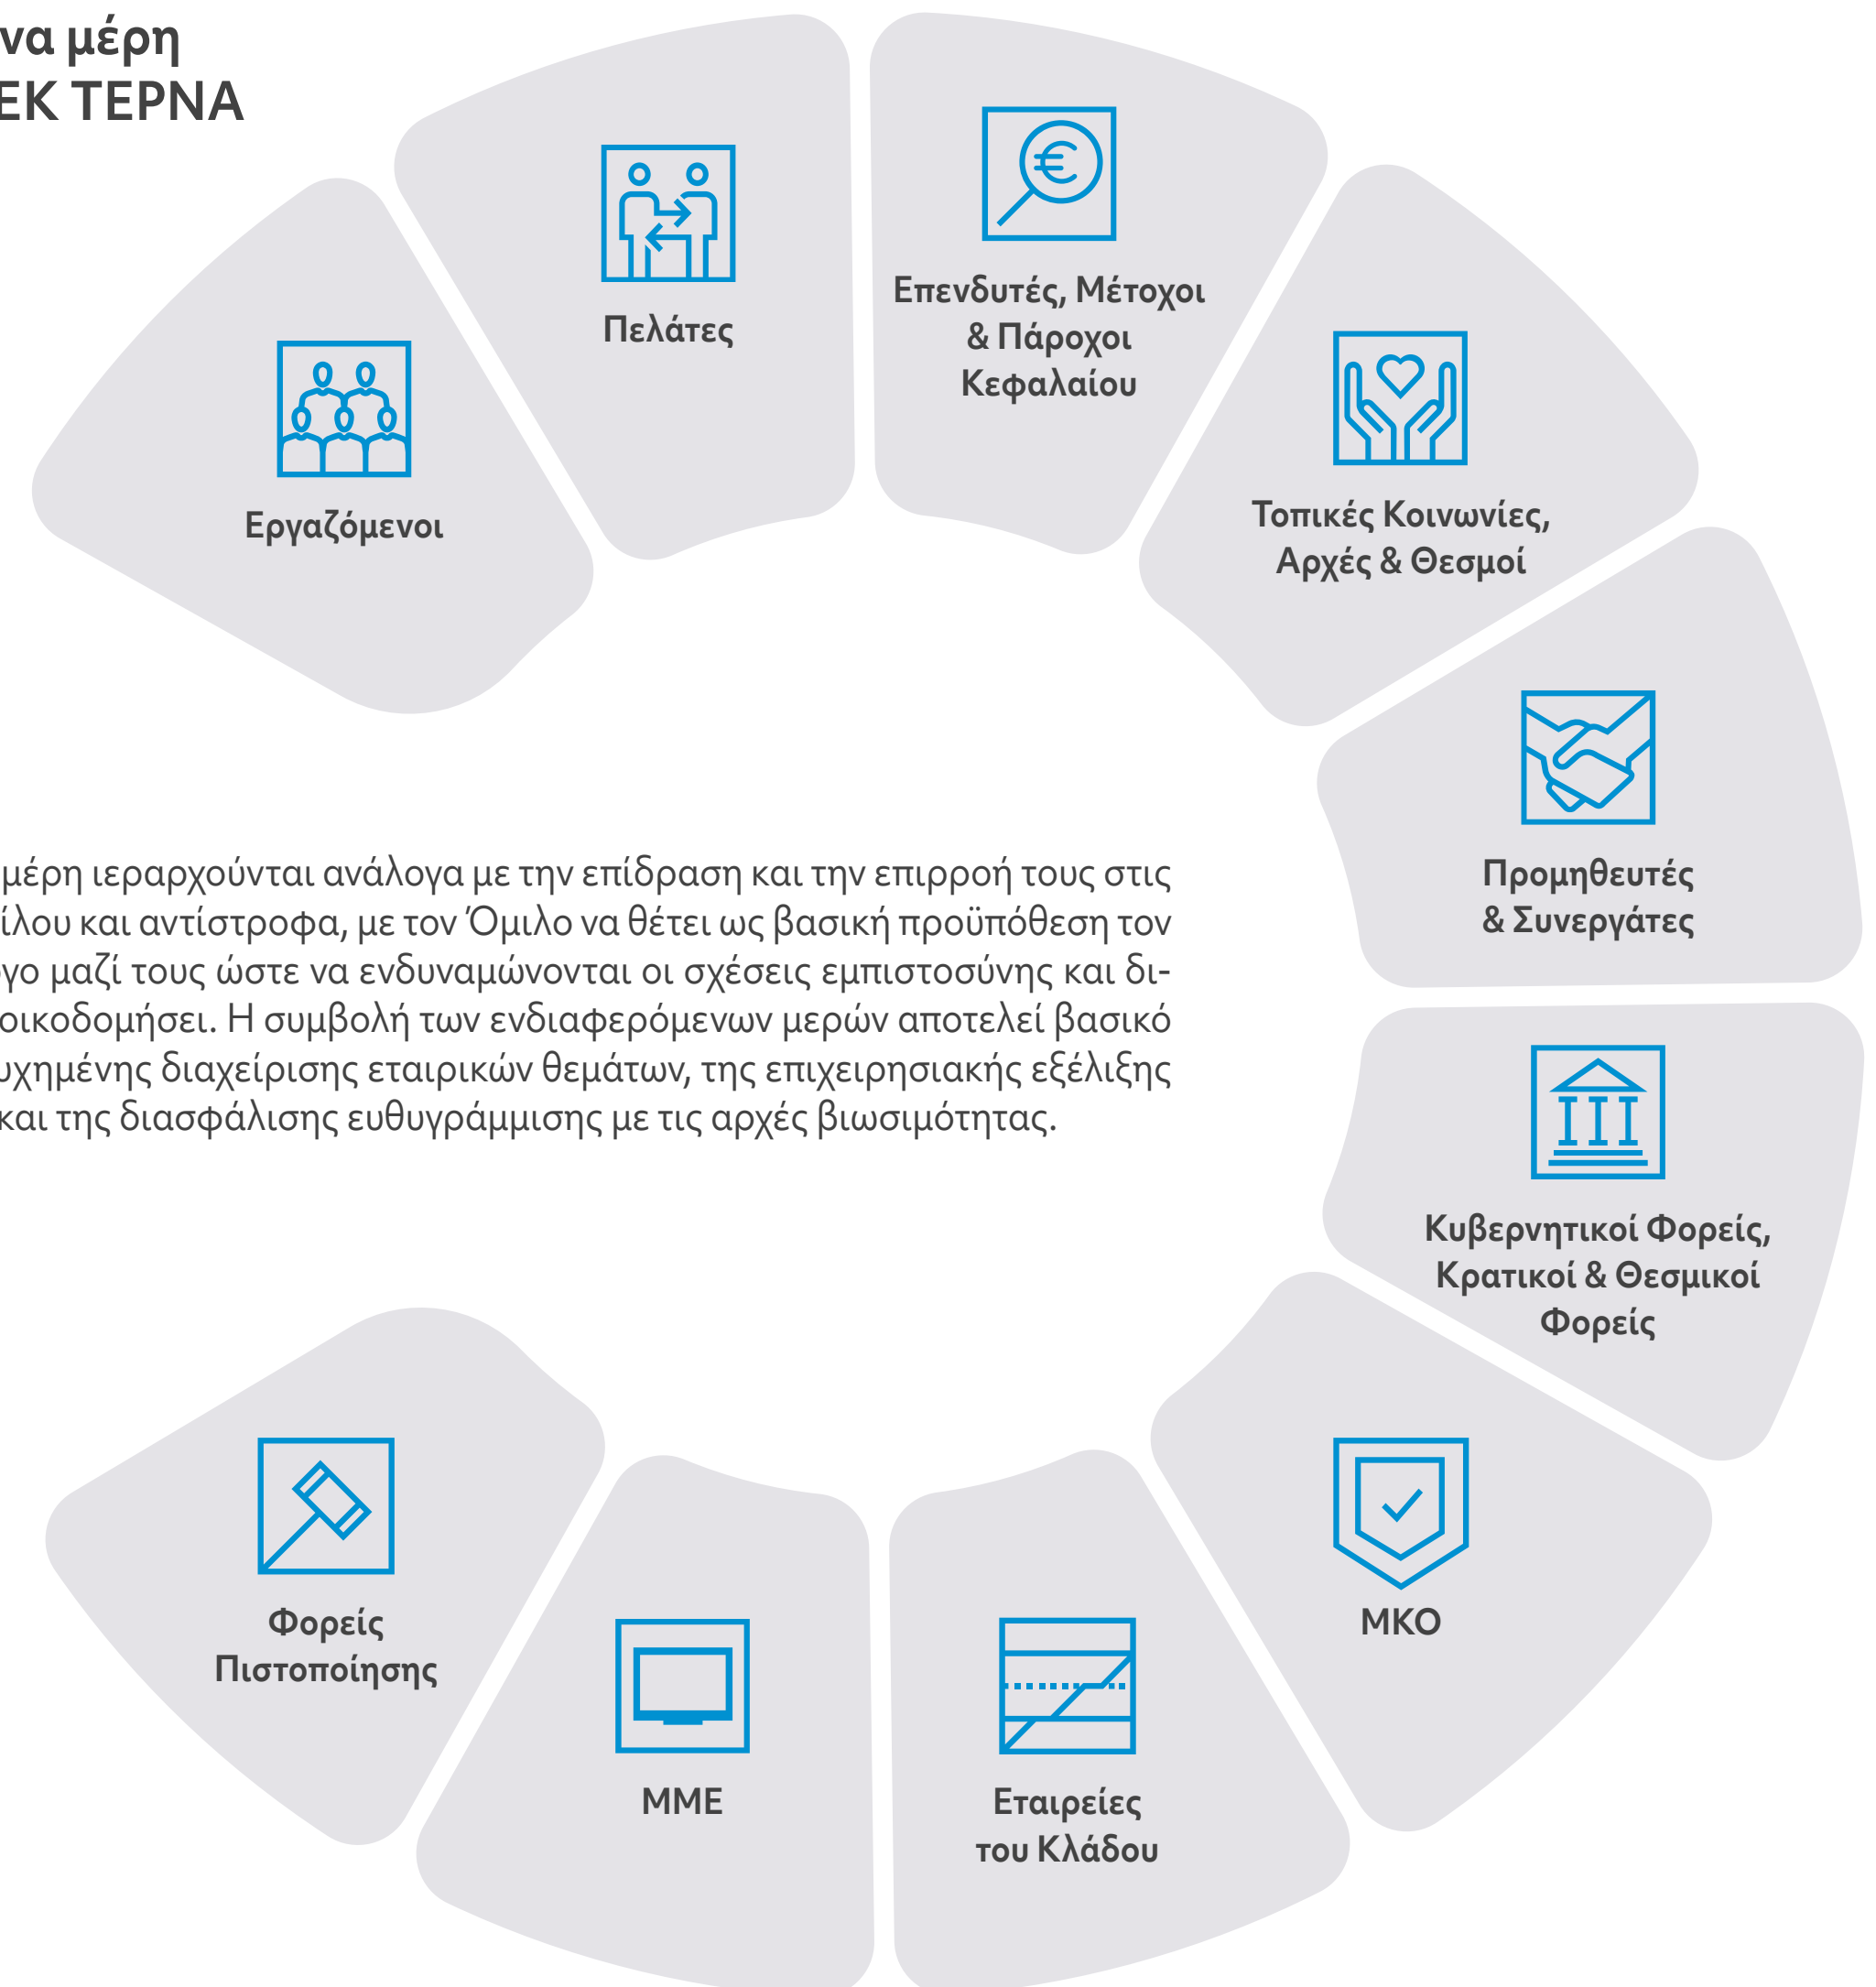 να μέρη
ΕΚ ΤΕΡΝΑ
Εργαζόμενοι
Πελάτες
Επενδυτές, Μέτοχοι
& Πάροχοι
Κεφαλαίου
Τοπικές Κοινωνίες,
Αρχές & Θεσμοί
Προμηθευτές
& Συνεργάτες
Κυβερνητικοί Φορείς,
Κρατικοί & Θεσμικοί
Φορείς
ΜΚΟ
Εταιρείες
του Κλάδου
ΜΜΕ
Φορείς
Πιστοποίησης
μέρη ιεραρχούνται ανάλογα με την επίδραση και την επιρροή τους στις
ίλου και αντίστροφα, με τον Όμιλο να θέτει ως βασική προϋπόθεση τον
γο μαζί τους ώστε να ενδυναμώνονται οι σχέσεις εμπιστοσύνης και δι-
οικοδομήσει. Η συμβολή των ενδιαφερόμενων μερών αποτελεί βασικό
υχημένης διαχείρισης εταιρικών θεμάτων, της επιχειρησιακής εξέλιξης
και της διασφάλισης ευθυγράμμισης με τις αρχές βιωσιμότητας.